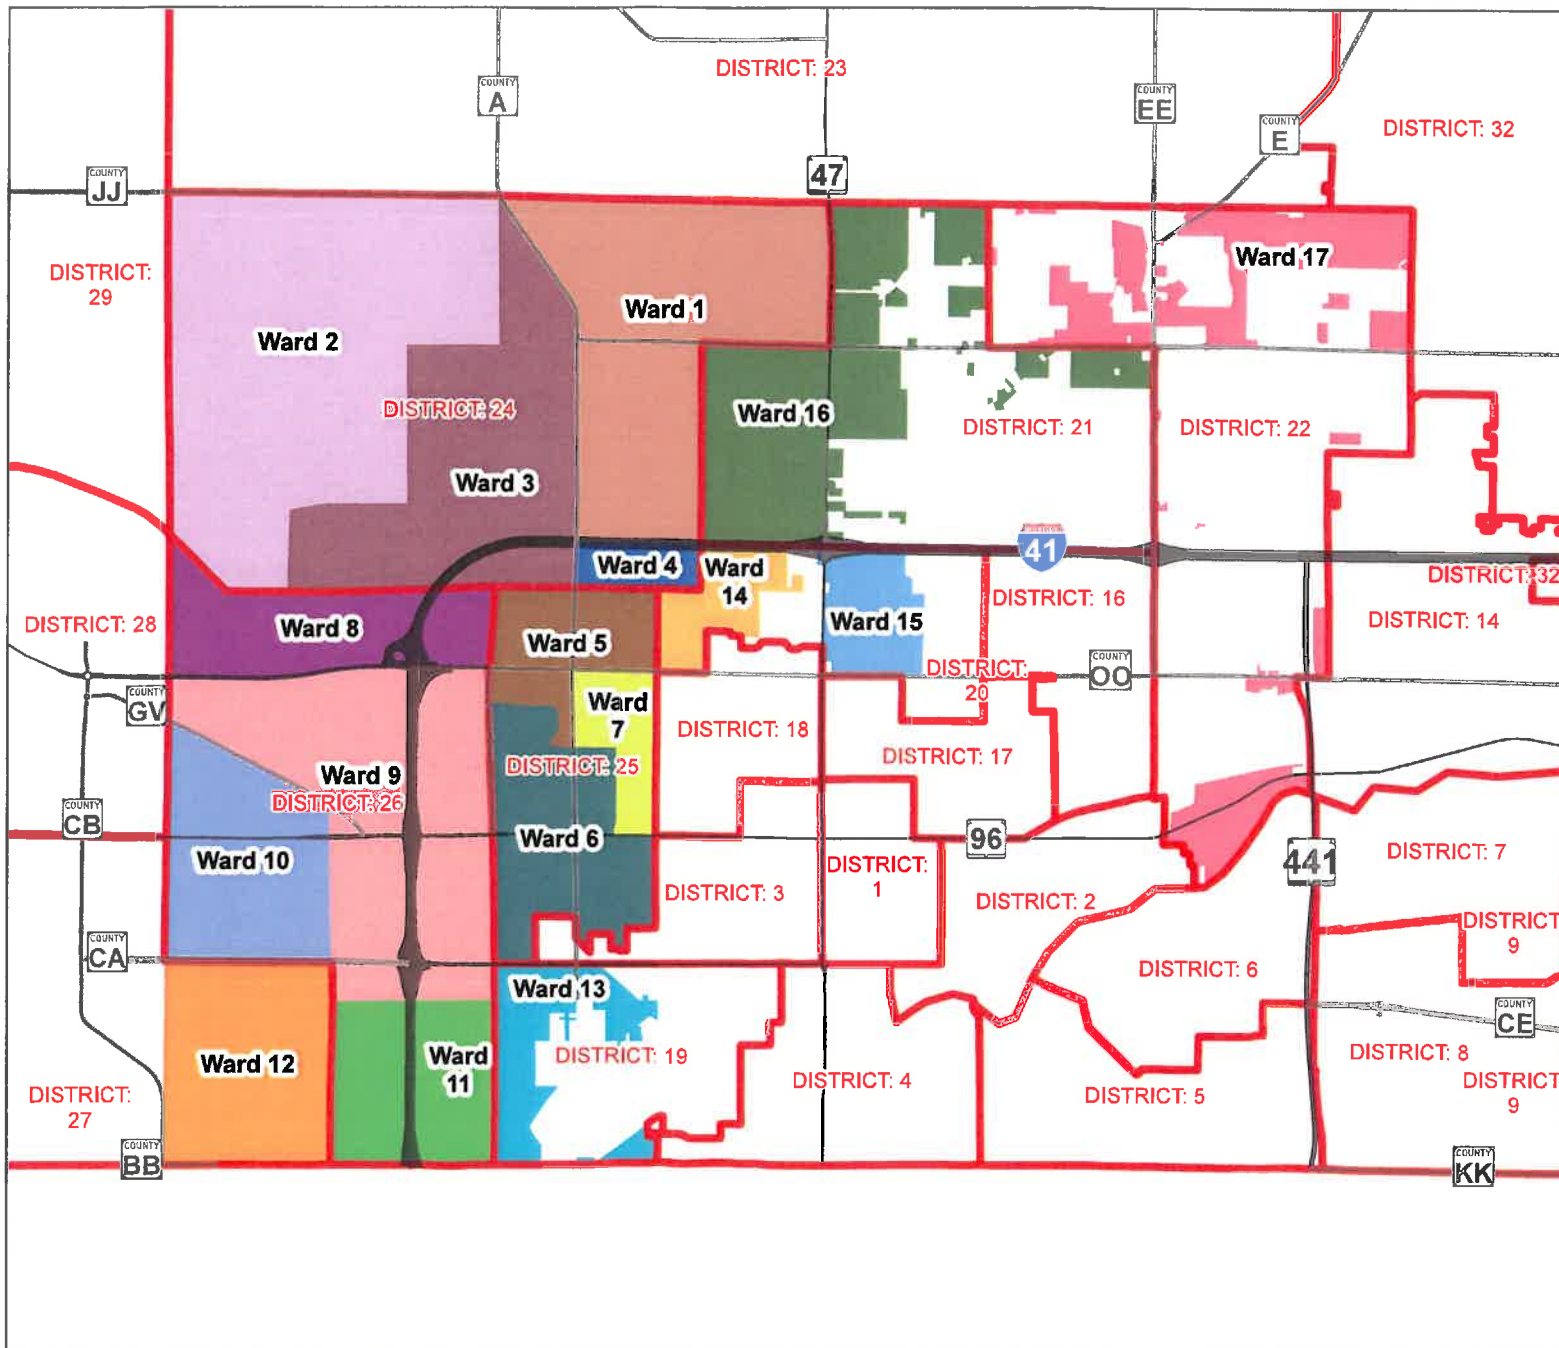 DISTRICT: 23
COUNTY
A
COUNTY
EE
COUNTY
E
DISTRICT: 32
47
COUNTY
JJ
Ward 17
DISTRICT:
29
Ward 1
Ward 2
DISTRICT: 24
Ward 16
DISTRICT: 21
DISTRICT: 22
Ward 3
41
Ward 4
Ward
14
DISTRICT: 32
DISTRICT: 16
DISTRICT: 28
Ward 8
Ward 5
Ward 15
DISTRICT: 14
DISTRICT:
20
COUNTY
OO
COUNTY
GV
Ward
7
DISTRICT: 18
DISTRICT: 17
DISTRICT: 25
Ward 9
DISTRICT: 26
COUNTY
CB
Ward 6
96
441
DISTRICT: 7
Ward 10
DISTRICT:
1
DISTRICT: 3
DISTRICT: 2
DISTRICT
9
COUNTY
CA
DISTRICT: 6
Ward 13
COUNTY
CE
Ward 12
Ward
11
DISTRICT: 19
DISTRICT: 4
DISTRICT: 8
DISTRICT: 5
DISTRICT
9
DISTRICT:
27
COUNTY
BB
COUNTY
KK